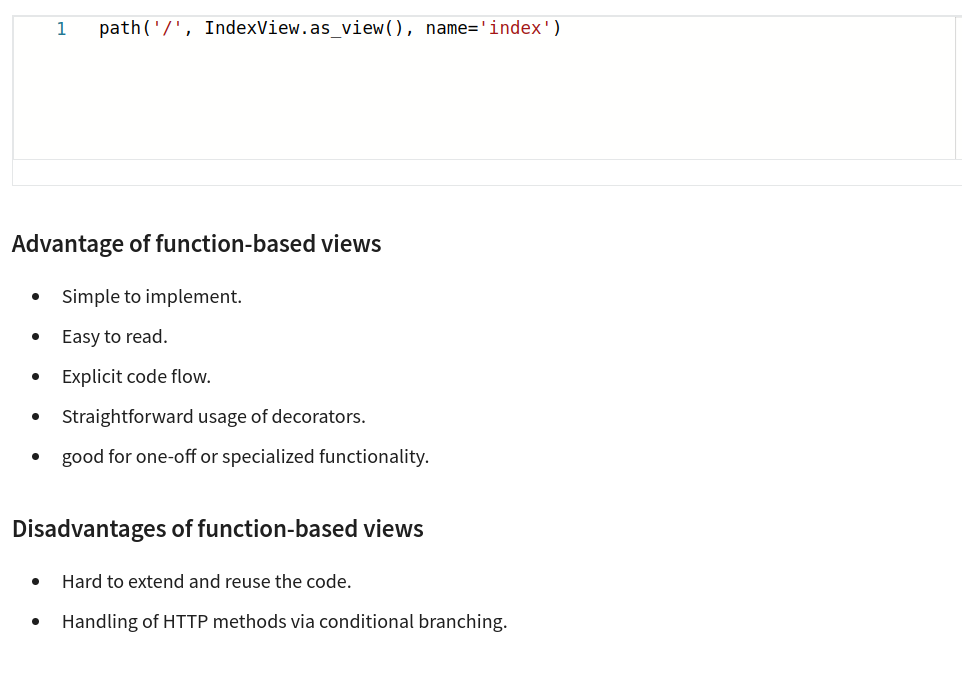 1 path('/', IndexView.as_view(), name='index')
Advantage of function-based views
• Simple to implement.
• Easy to read.
• Explicit code flow.
• Straightforward usage of decorators.
• good for one-off or specialized functionality.
Disadvantages of function-based views
• Hard to extend and reuse the code.
• Handling of HTTP methods via conditional branching.